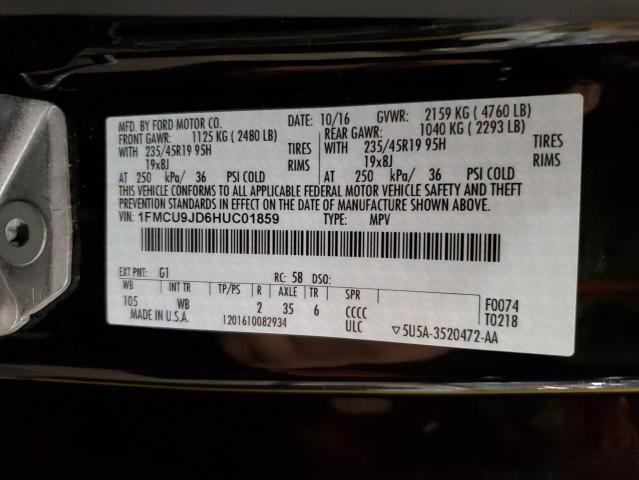 MFD. BY FORD MOTOR CO. DATE: 10/16 GVWR: 2159 KG (4760 LB)
FRONT GAWR: 1125 KG (2480 LB) REAR GAWR: 1040 KG (2293 LB)
WITH 235/45R19 95H TIRES WITH 235/45R19 95H TIRES
19x8J RIMS 19x8J RIMS
AT 250 kPa/ 36 PSI COLD AT 250 kPa/ 36 PSI COLD
THIS VEHICLE CONFORMS TO ALL APPLICABLE FEDERAL MOTOR VEHICLE SAFETY AND THEFT
PREVENTION STANDARDS IN EFFECT ON THE DATE OF MANUFACTURE SHOWN ABOVE.
VIN: 1FMCU9JD6HUC01859 TYPE: MPV
EXT PNT: G1 RC: 58 DSO:
WB INT TR TP/PS R AXLE TR SPR F0074
105 WB 2 35 6 CCCC T0218
MADE IN U.S.A. 1201610082934 ULC ▽5U5A-3520472-AA